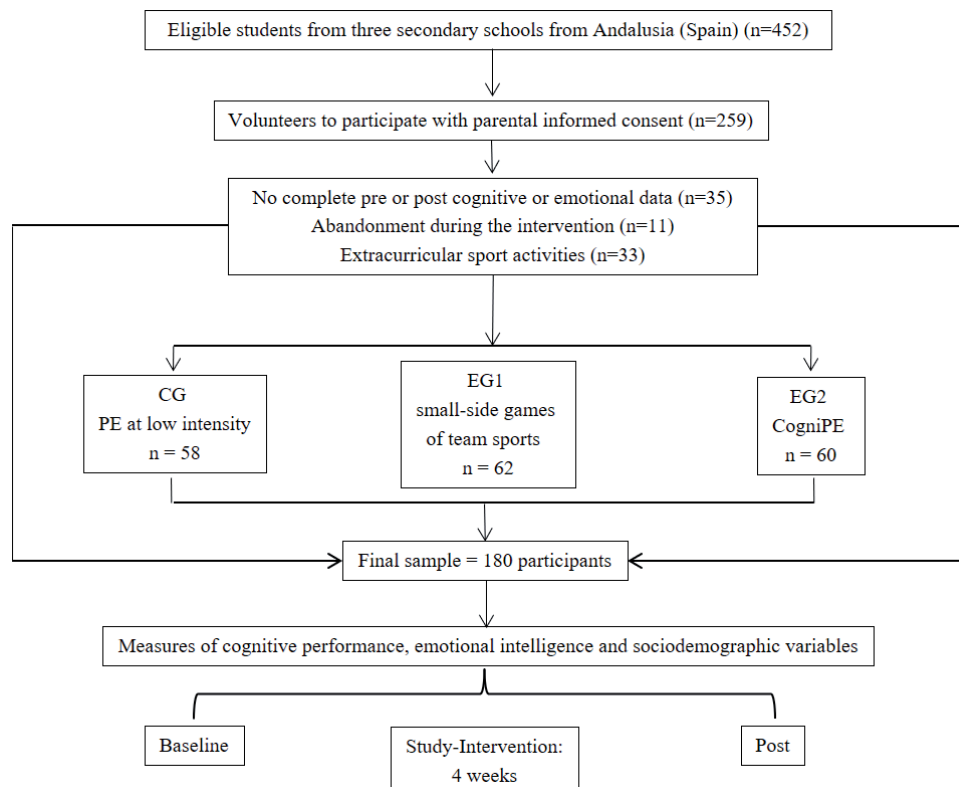 Eligible students from three secondary schools from Andalusia (Spain) (n=452)
Volunteers to participate with parental informed consent (n=259)
No complete pre or post cognitive or emotional data (n=35)
Abandonment during the intervention (n=11)
Extracurricular sport activities (n=33)
CG
PE at low intensity
n = 58
EG1
small-side games
of team sports
n = 62
EG2
CogniPE
n = 60
Final sample = 180 participants
Measures of cognitive performance, emotional intelligence and sociodemographic variables
Baseline
Study-Intervention:
4 weeks
Post